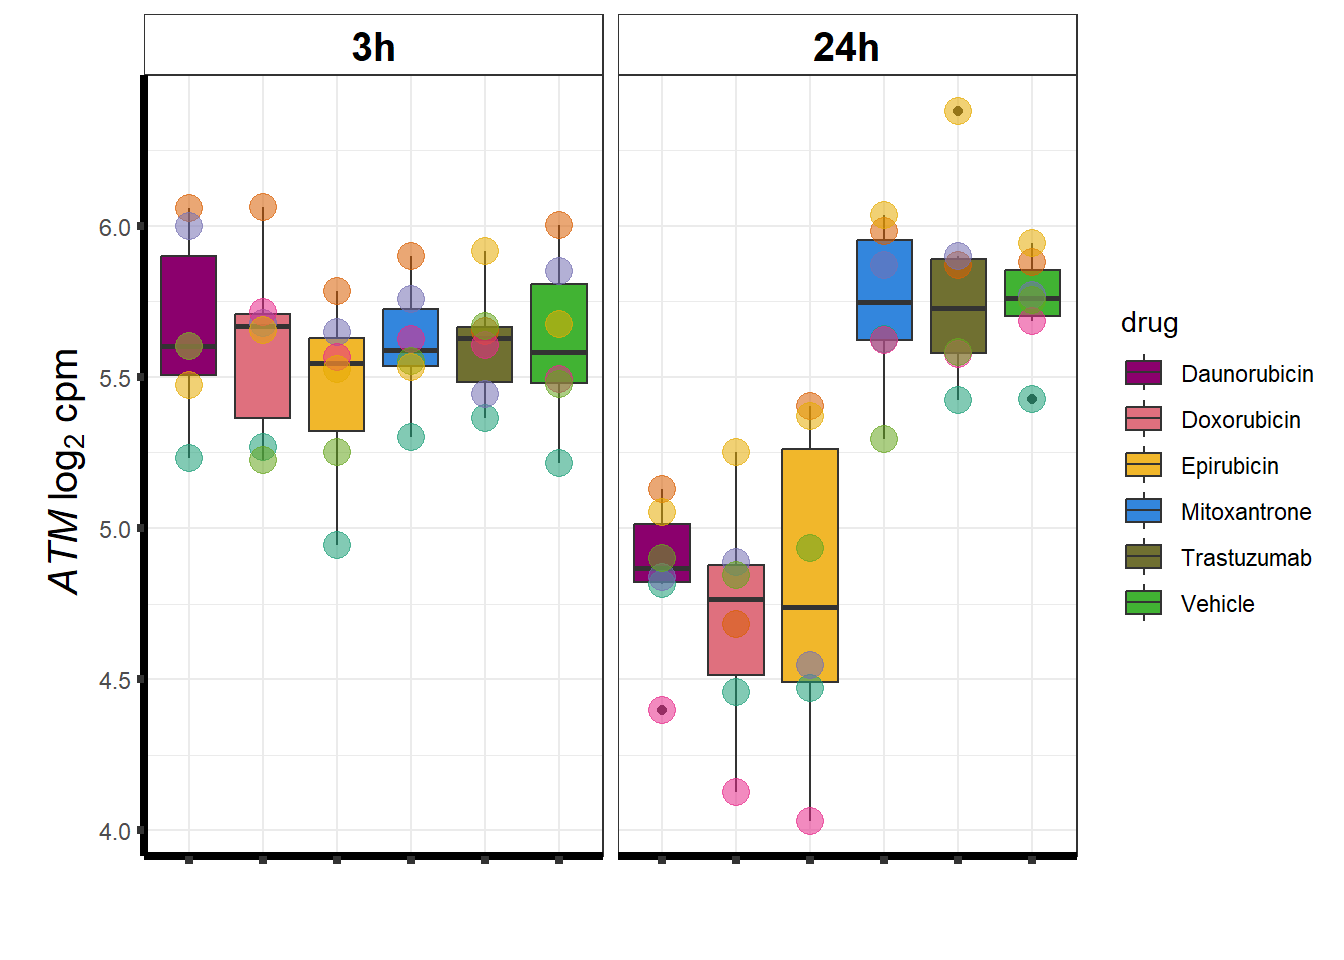 3h
24h
6.0
5.5
5.0
4.5
4.0
ATM log₂ cpm
drug
Daunorubicin
Doxorubicin
Epirubicin
Mitoxantrone
Trastuzumab
Vehicle